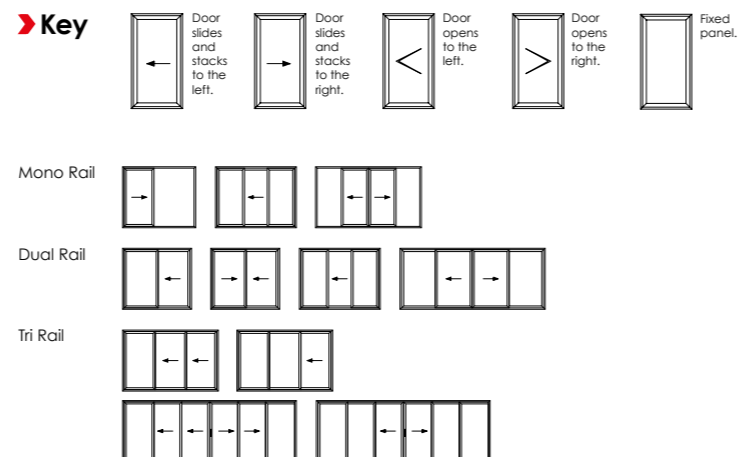 Key
Door
slides
and
stacks
to the
left.
Door
slides
and
stacks
to the
right.
Door
opens
to the
left.
Door
opens
to the
right.
Fixed
panel.
Mono Rail
Dual Rail
Tri Rail